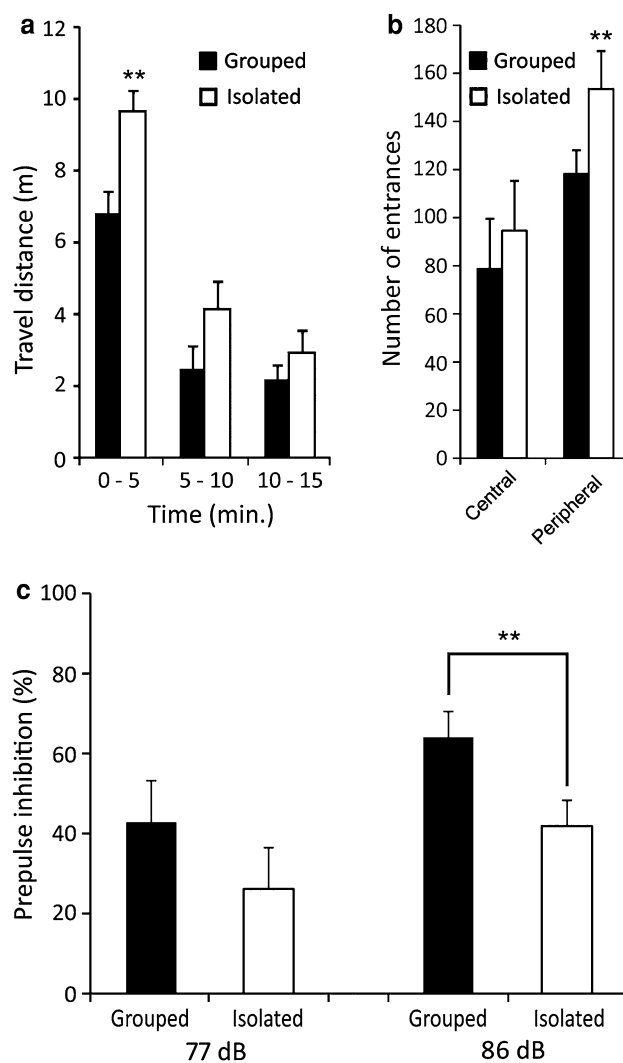 a
12
10
8
6
4
2
0
Travel distance (m)
**
Grouped
Isolated
0 - 5
5 - 10
10 - 15
Time (min.)
b
180
160
140
120
100
80
60
40
20
0
Number of entrances
Grouped
Isolated
**
Central
Peripheral
c
100
80
60
40
20
0
Prepulse inhibition (%)
**
Grouped
Isolated
Grouped
Isolated
77 dB
86 dB